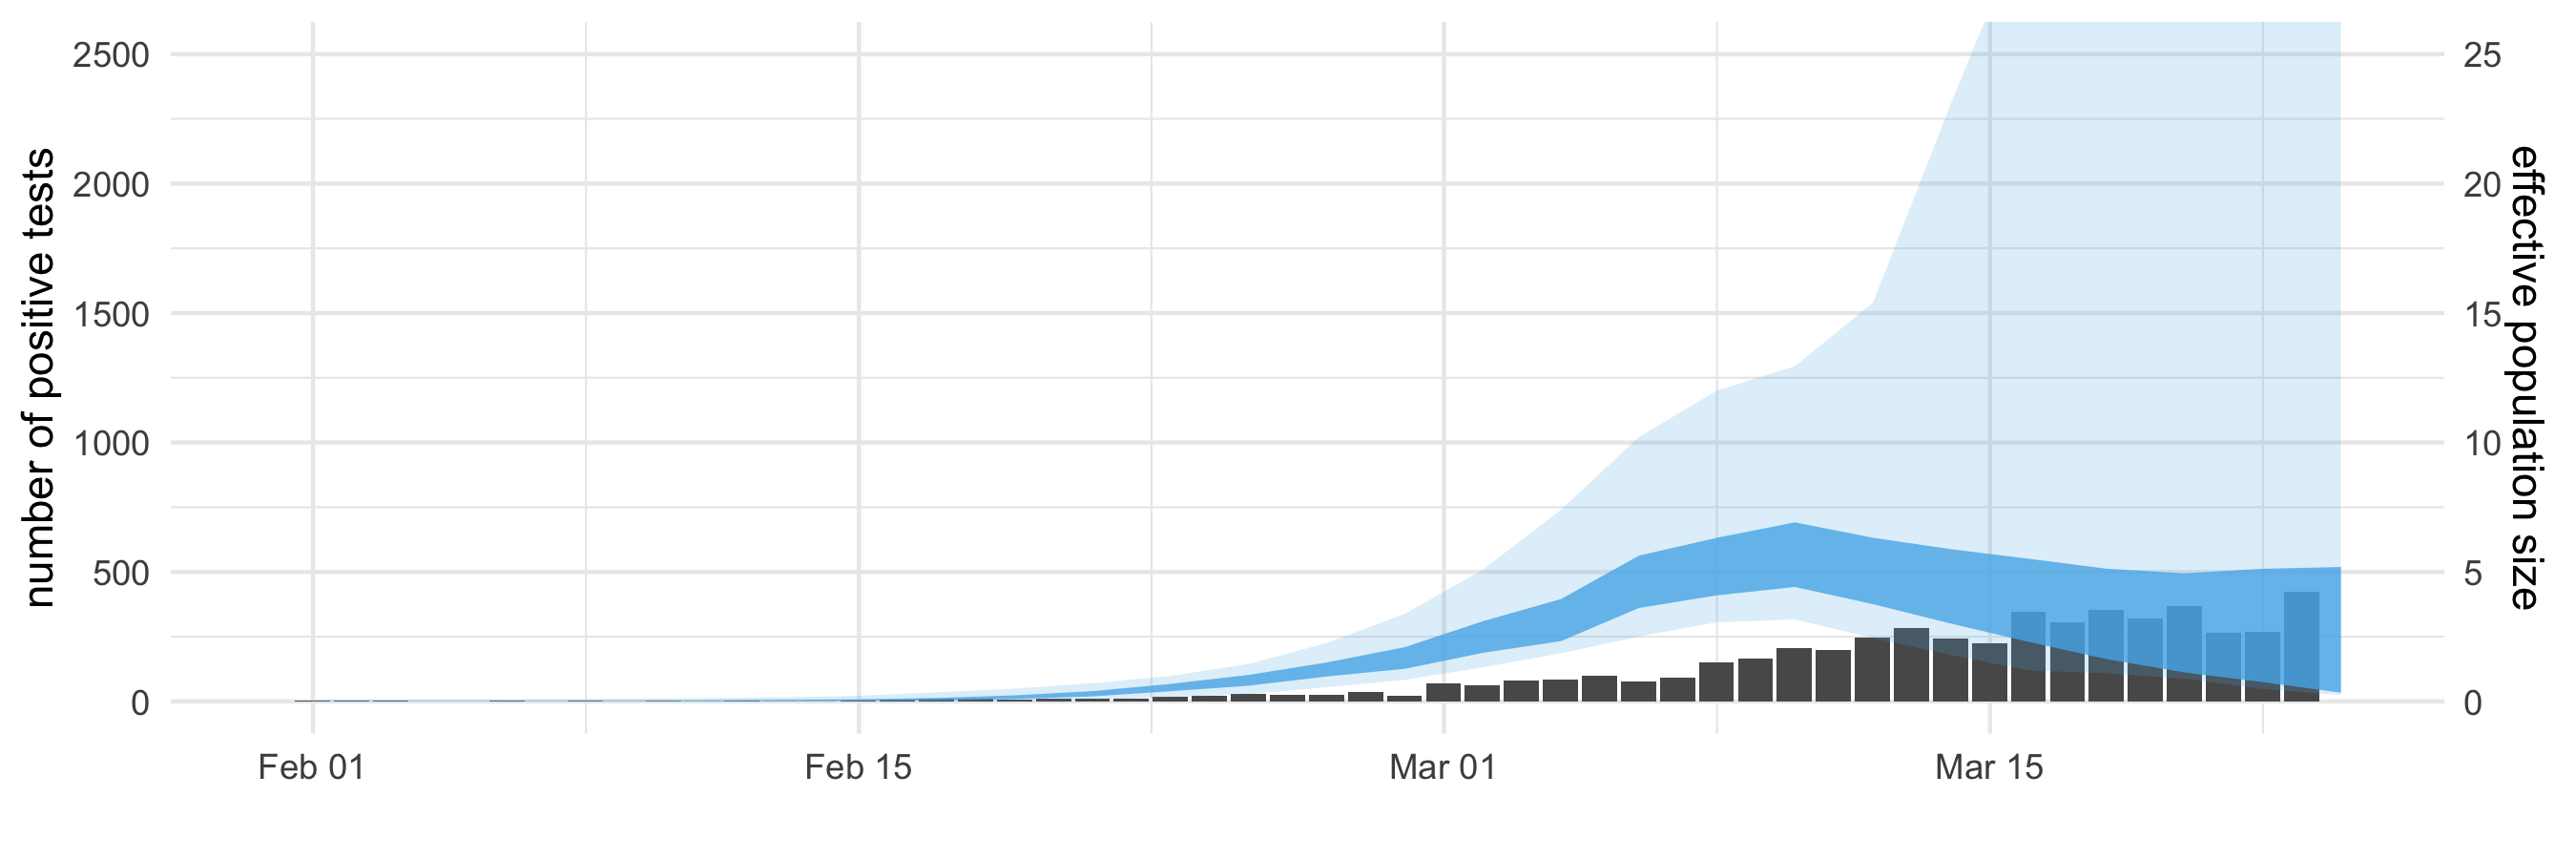 number of positive tests
2500
2000
1500
1000
500
0
25
20
15
10
5
0
effective population size
Feb 01
Feb 15
Mar 01
Mar 15